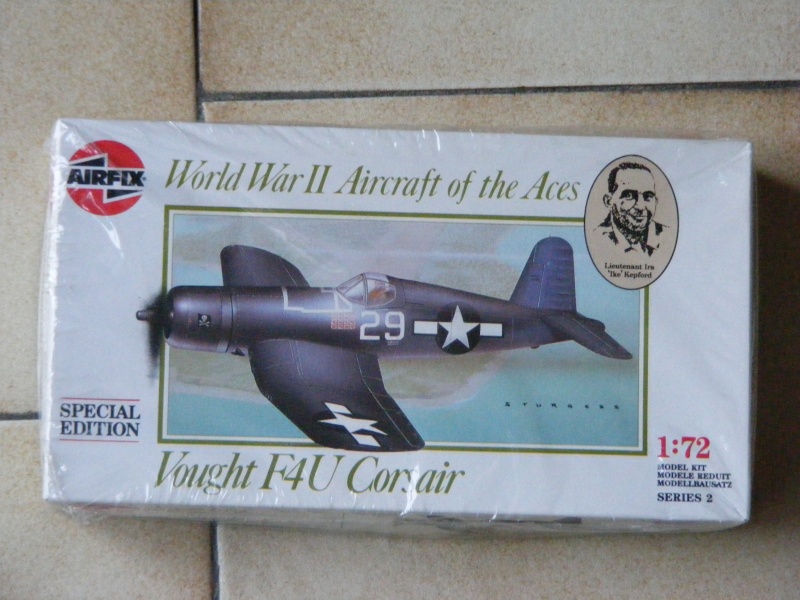 AIRFIX
World War II Aircraft of the Aces
Lieutenant Ira
'Ike' Kepford
29
SPECIAL
EDITION
Vought F4U Corsair
1:72
MODEL KIT
MODELE REDUIT
MODELLBAUSATZ
SERIES 2